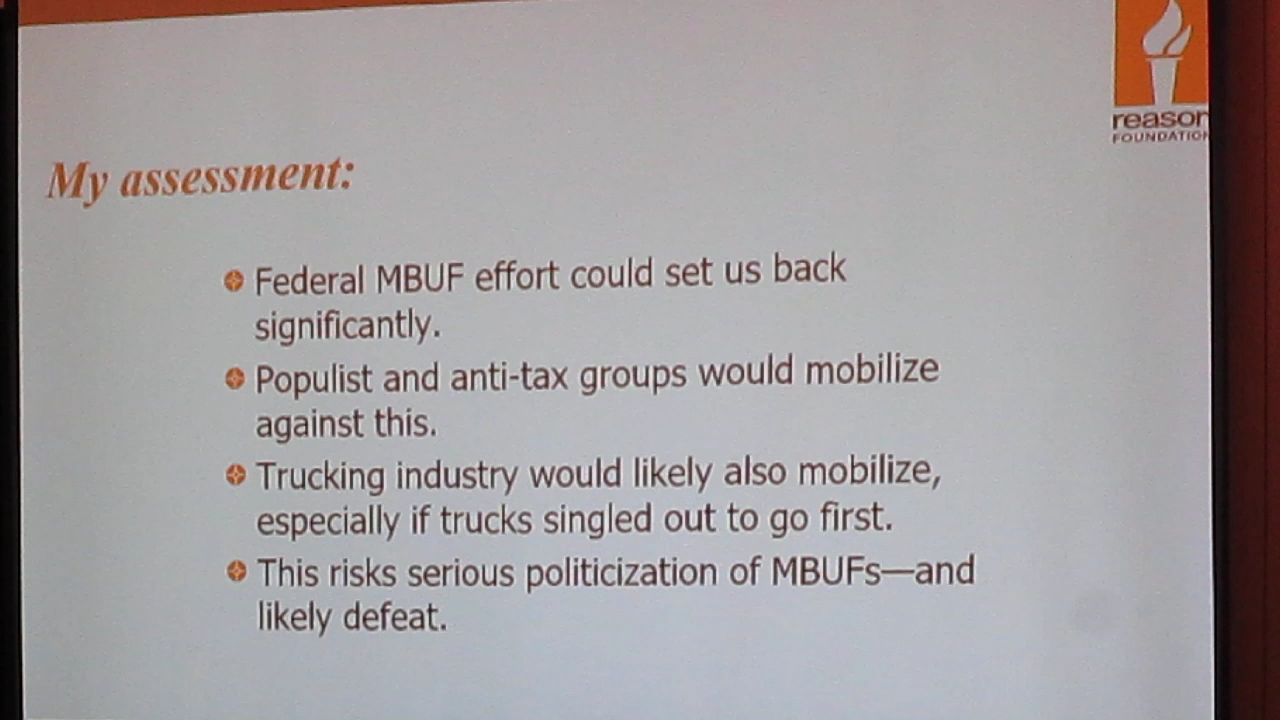 reason
FOUNDATION
My assessment:
Federal MBUF effort could set us back
significantly.
Populist and anti-tax groups would mobilize
against this.
Trucking industry would likely also mobilize,
especially if trucks singled out to go first.
This risks serious politicization of MBUFs—and
likely defeat.